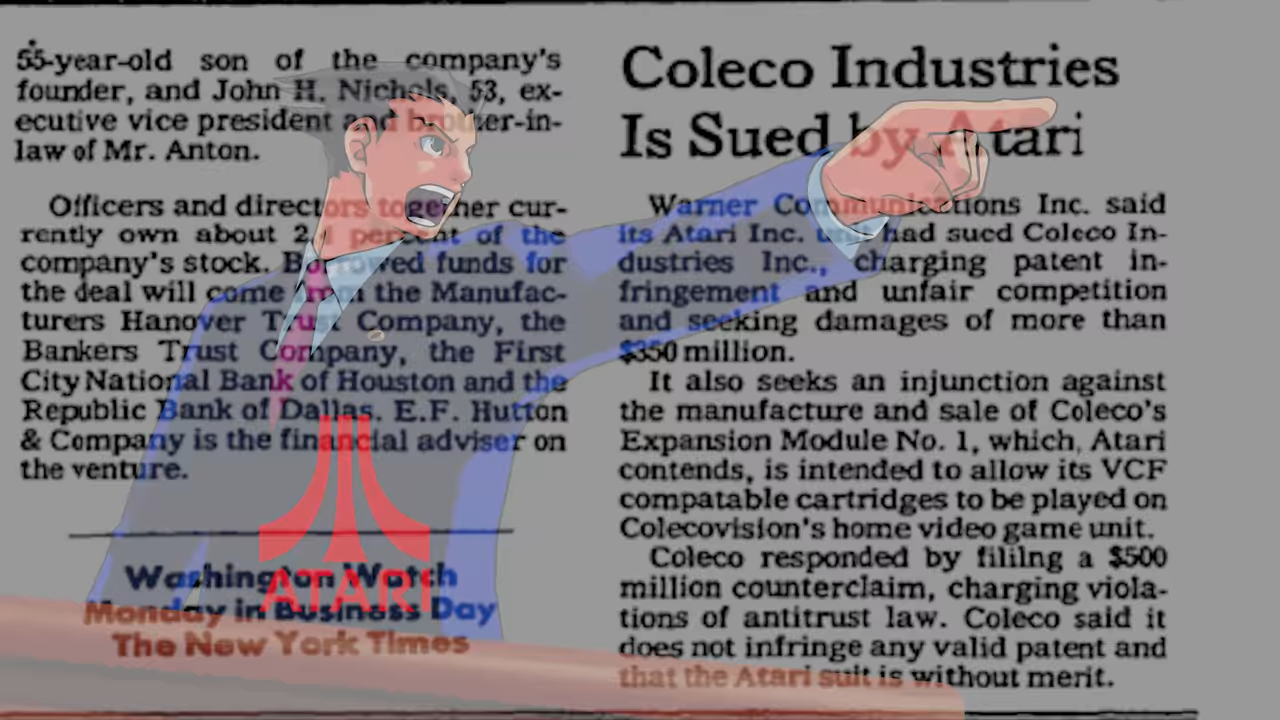 55-year-old son of the company's
founder, and John H. Nichols, 53, ex-
ecutive vice president and brother-in-
law of Mr. Anton.
Officers and directors together cur-
rently own about 2. percent of the
company's stock. Borrowed funds for
the deal will come from the Manufac-
turers Hanover Trust Company, the
Bankers Trust Company, the First
City National Bank of Houston and the
Republic Bank of Dallas. E.F. Hutton
& Company is the financial adviser on
the venture.
Washington Watch
Monday in Business Day
The New York Times
ATARI
Coleco Industries
Is Sued by Atari
Warner Communications Inc. said
its Atari Inc. unit had sued Coleco In-
dustries Inc., charging patent in-
fringement and unfair competition
and seeking damages of more than
$350 million.
It also seeks an injunction against
the manufacture and sale of Coleco's
Expansion Module No. 1, which, Atari
contends, is intended to allow its VCF
compatable cartridges to be played on
Colecovision's home video game unit.
Coleco responded by fililng a $500
million counterclaim, charging viola-
tions of antitrust law. Coleco said it
does not infringe any valid patent and
that the Atari suit is without merit.